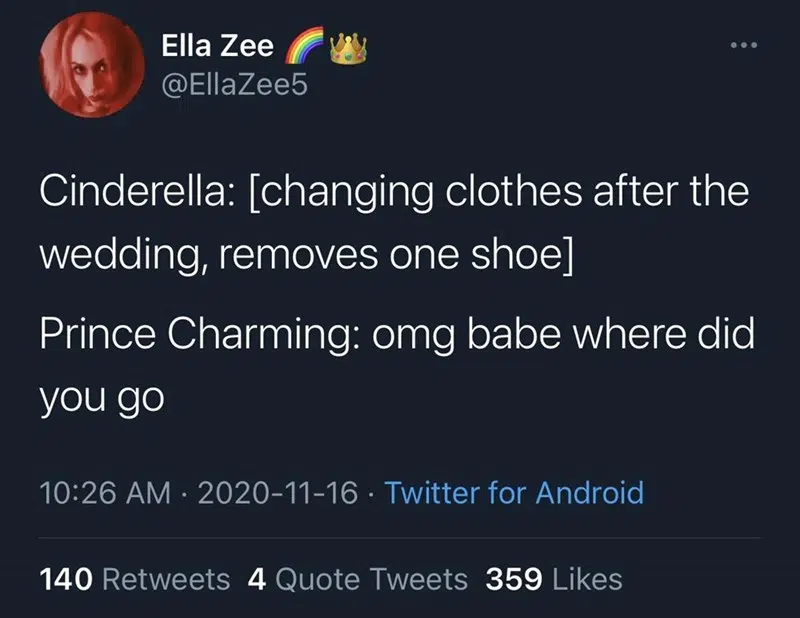 Ella Zee 🌈👑
@EllaZee5
Cinderella: [changing clothes after the
wedding, removes one shoe]
Prince Charming: omg babe where did
you go
10:26 AM · 2020-11-16 · Twitter for Android
140 Retweets 4 Quote Tweets 359 Likes